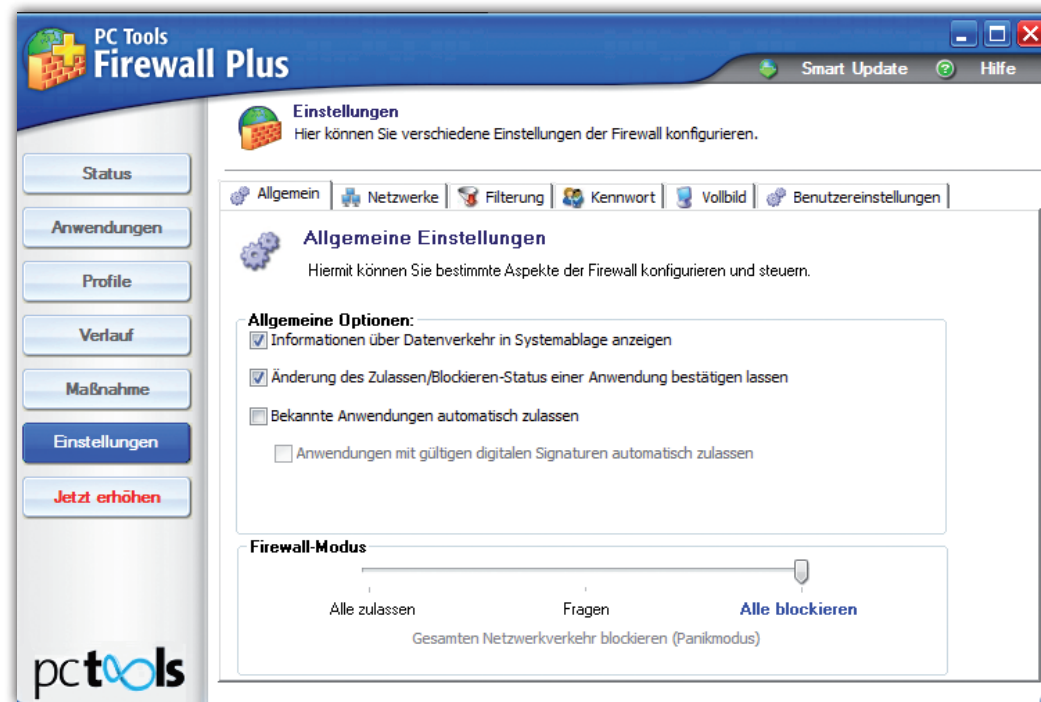 PC Tools
Firewall Plus
Smart Update
Hilfe
Einstellungen
Hier können Sie verschiedene Einstellungen der Firewall konfigurieren.
Status
Anwendungen
Profile
Verlauf
Maßnahme
Einstellungen
Jetzt erhöhen
Allgemein
Netzwerke
Filterung
Kennwort
Vollbild
Benutzereinstellungen
Allgemeine Einstellungen
Hiermit können Sie bestimmte Aspekte der Firewall konfigurieren und steuern.
Allgemeine Optionen:
Informationen über Datenverkehr in Systemablage anzeigen
Änderung des Zulassen/Blockieren-Status einer Anwendung bestätigen lassen
Bekannte Anwendungen automatisch zulassen
Anwendungen mit gültigen digitalen Signaturen automatisch zulassen
Firewall-Modus
Alle zulassen
Fragen
Alle blockieren
Gesamten Netzwerkverkehr blockieren (Panikmodus)
pctools